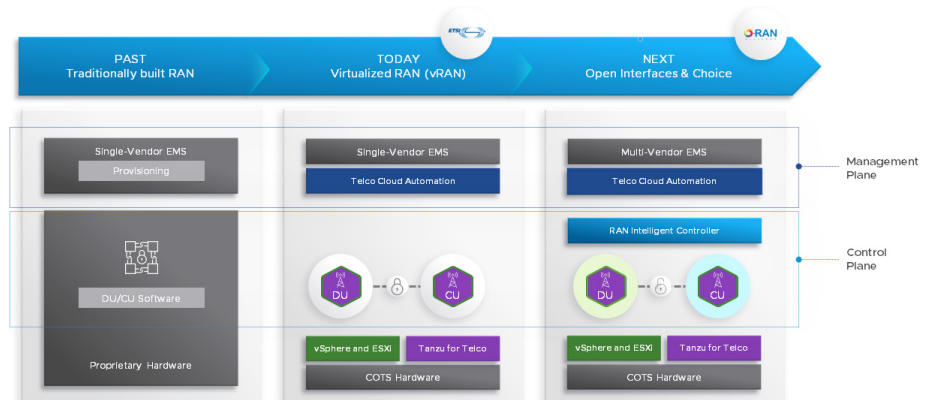 ETSI
O-RAN
ALLIANCE
PAST
Traditionally built RAN
TODAY
Virtualized RAN (vRAN)
NEXT
Open Interfaces & Choice
Single-Vendor EMS
Provisioning
Single-Vendor EMS
Telco Cloud Automation
Multi-Vendor EMS
Telco Cloud Automation
Management
Plane
DU/CU Software
Proprietary Hardware
DU
CU
RAN Intelligent Controller
DU
CU
Control
Plane
vSphere and ESXi
Tanzu for Telco
COTS Hardware
vSphere and ESXi
Tanzu for Telco
COTS Hardware